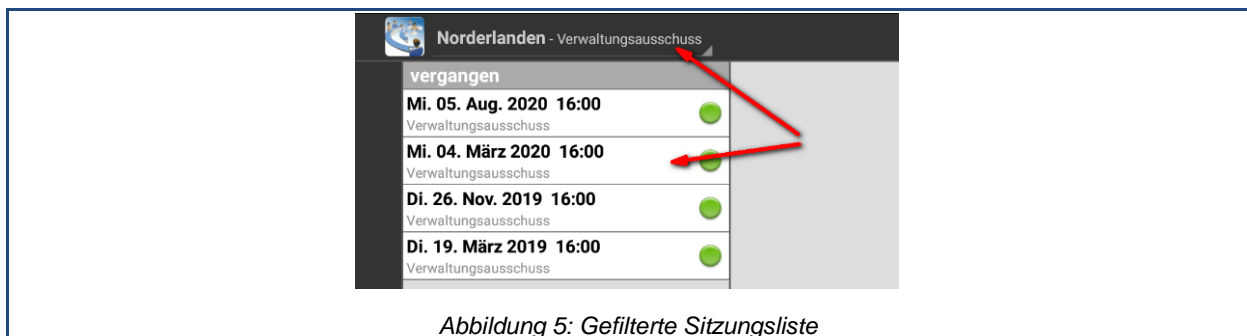 Norderlanden - Verwaltungsausschuss
vergangen
Mi. 05. Aug. 2020 16:00
Verwaltungsausschuss
Mi. 04. März 2020 16:00
Verwaltungsausschuss
Di. 26. Nov. 2019 16:00
Verwaltungsausschuss
Di. 19. März 2019 16:00
Verwaltungsausschuss
Abbildung 5: Gefilterte Sitzungsliste